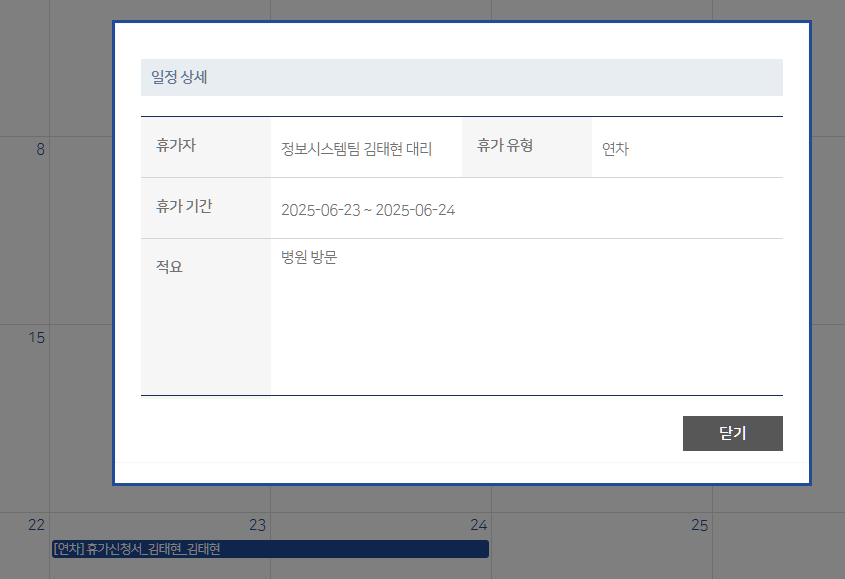 일정 상세
휴가자 정보시스템팀 김태현 대리 휴가 유형 연차
8
휴가 기간 2025-06-23 ~ 2025-06-24
적요 병원 방문
15
닫기
22 23 24 25
[연차] 휴가신청서_김태현_김태현